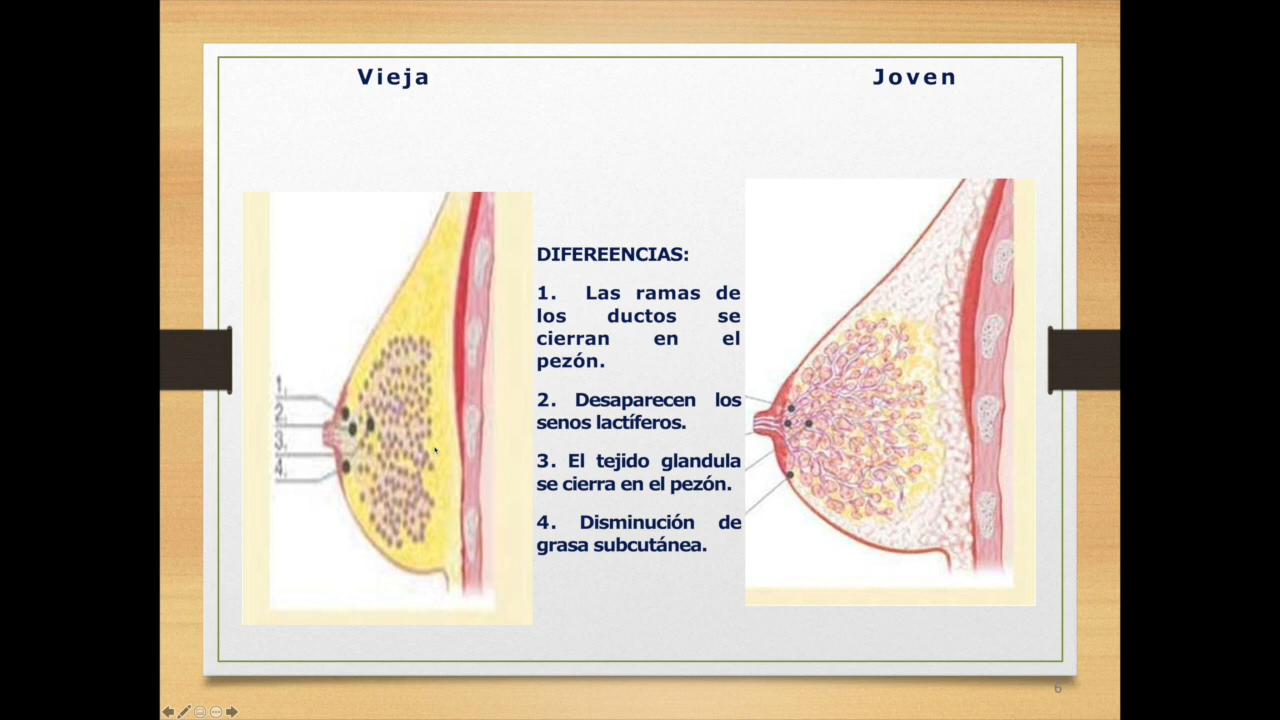 Vieja
Joven
DIFEREENCIAS:
1. Las ramas de
los ductos se
cierran en el
pezón.
2. Desaparecen los
senos lactíferos.
3. El tejido glandula
se cierra en el pezón.
4. Disminución de
grasa subcutánea.
1.
2.
3.
4.
6